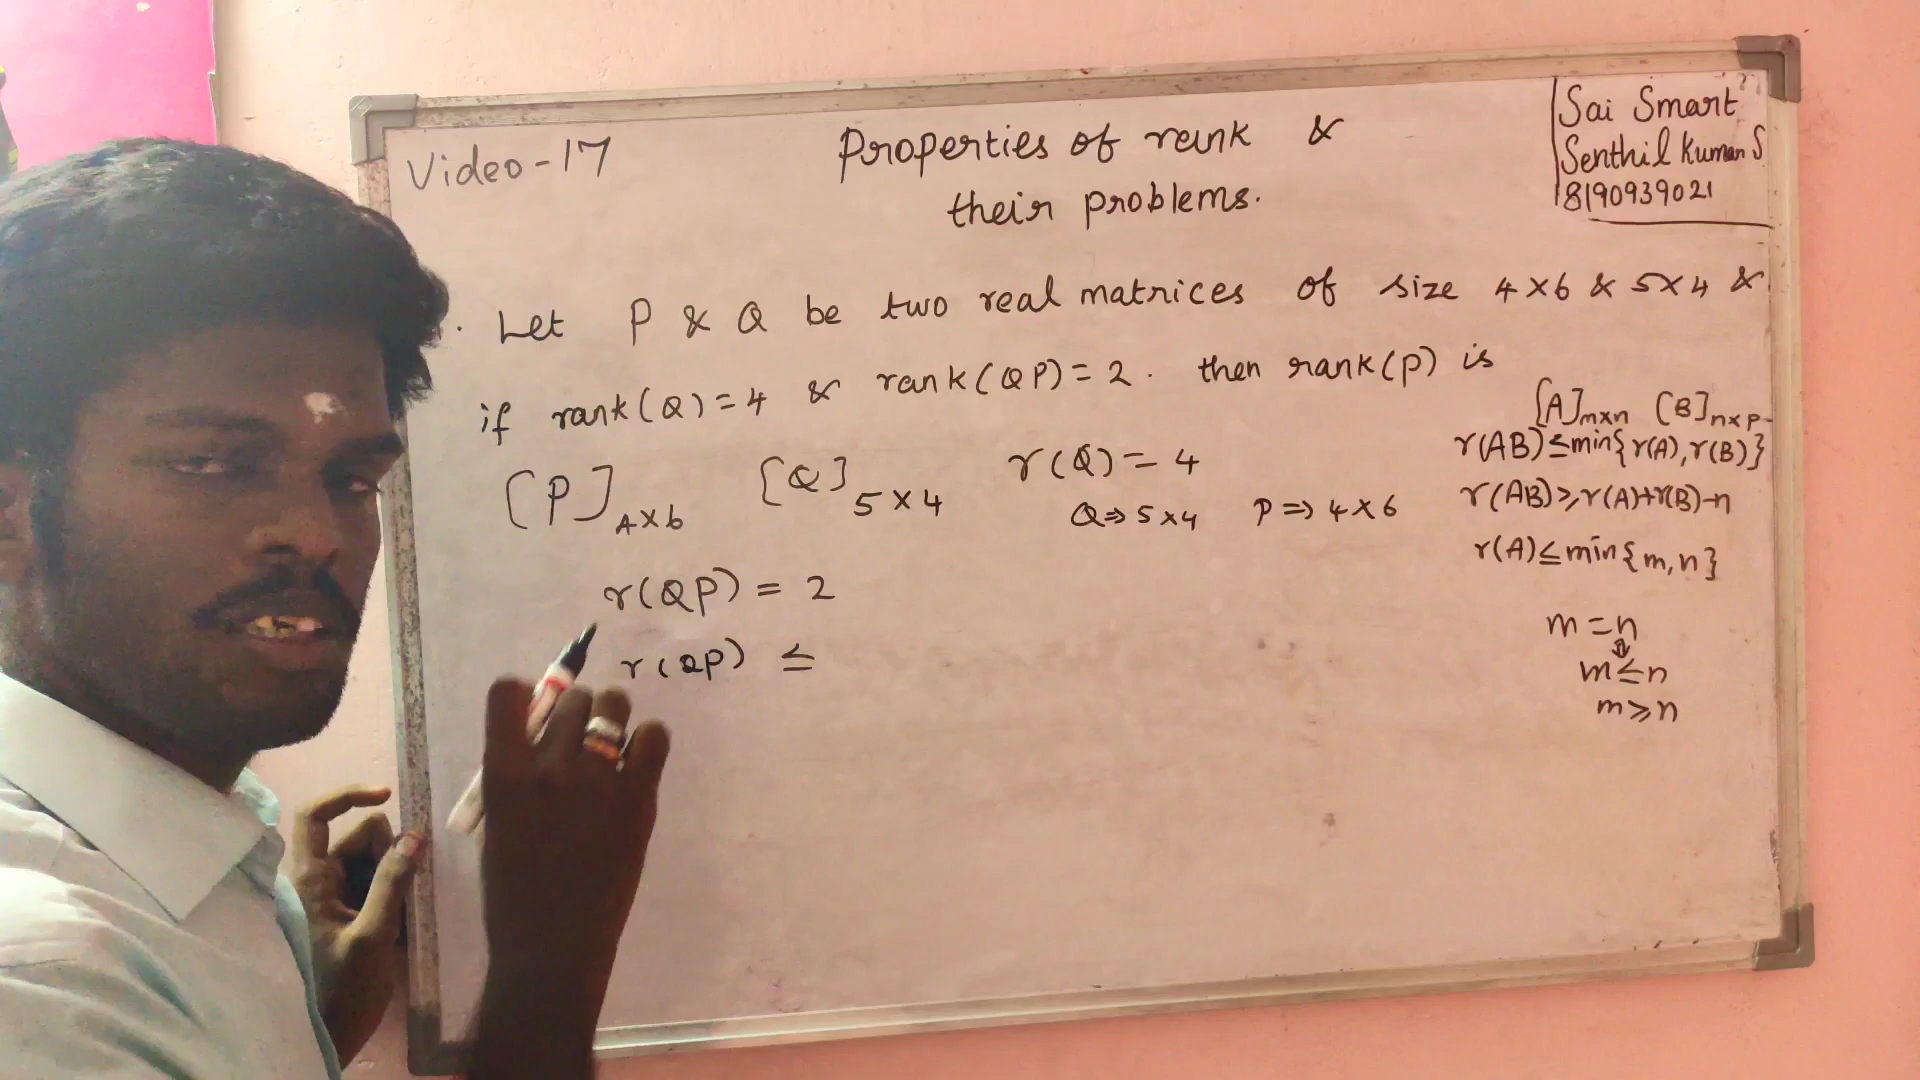 Video-17
Properties of rank &
their problems.
Sai Smart
Senthil Kumar S
8190939021
Let P & Q be two real matrices of size 4×6 & 5×4 &
if rank(Q)=4 & rank(QP)=2. then rank(P) is
[P]4×6 [Q]5×4 r(Q)=4
Q⇒5×4 P⇒4×6
r(QP)=2
r(QP) ≤
[A]m×n [B]n×p
r(AB)≤min{r(A),r(B)}
r(AB)≥r(A)+r(B)-n
r(A)≤min{m,n}
m=n
⇓
m≤n
m≥n